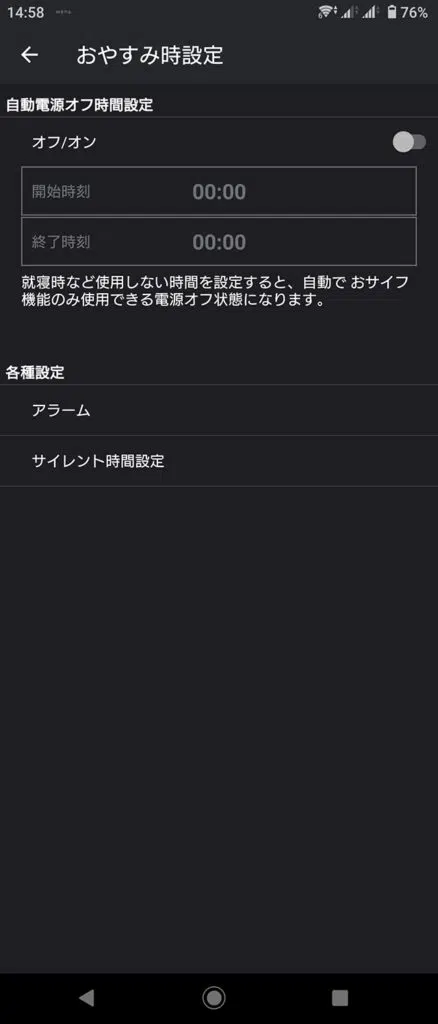 14:58
76%
おやすみ時設定
自動電源オフ時間設定
オフ/オン
開始時刻 00:00
終了時刻 00:00
就寝時など使用しない時間を設定すると、自動で おサイフ
機能のみ使用できる電源オフ状態になります。
各種設定
アラーム
サイレント時間設定